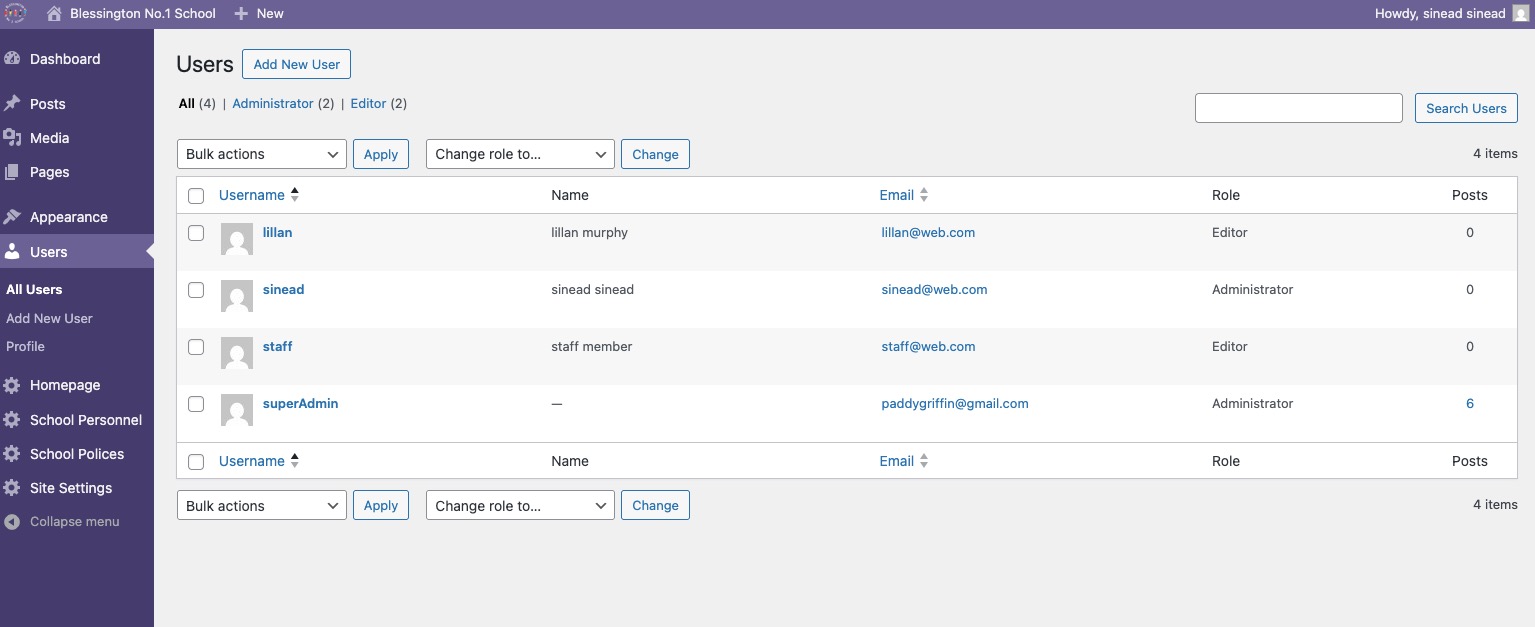 Blessington No.1 School + New Howdy, sinead sinead
Dashboard
Posts
Media
Pages
Appearance
Users
All Users
Add New User
Profile
Homepage
School Personnel
School Polices
Site Settings
Collapse menu
Users Add New User
All (4) | Administrator (2) | Editor (2)
Search Users
Bulk actions Apply Change role to... Change 4 items
Username Name Email Role Posts
lillan lillan murphy lillan@web.com Editor 0
sinead sinead sinead sinead@web.com Administrator 0
staff staff member staff@web.com Editor 0
superAdmin — paddygriffin@gmail.com Administrator 6
Username Name Email Role Posts
Bulk actions Apply Change role to... Change 4 items